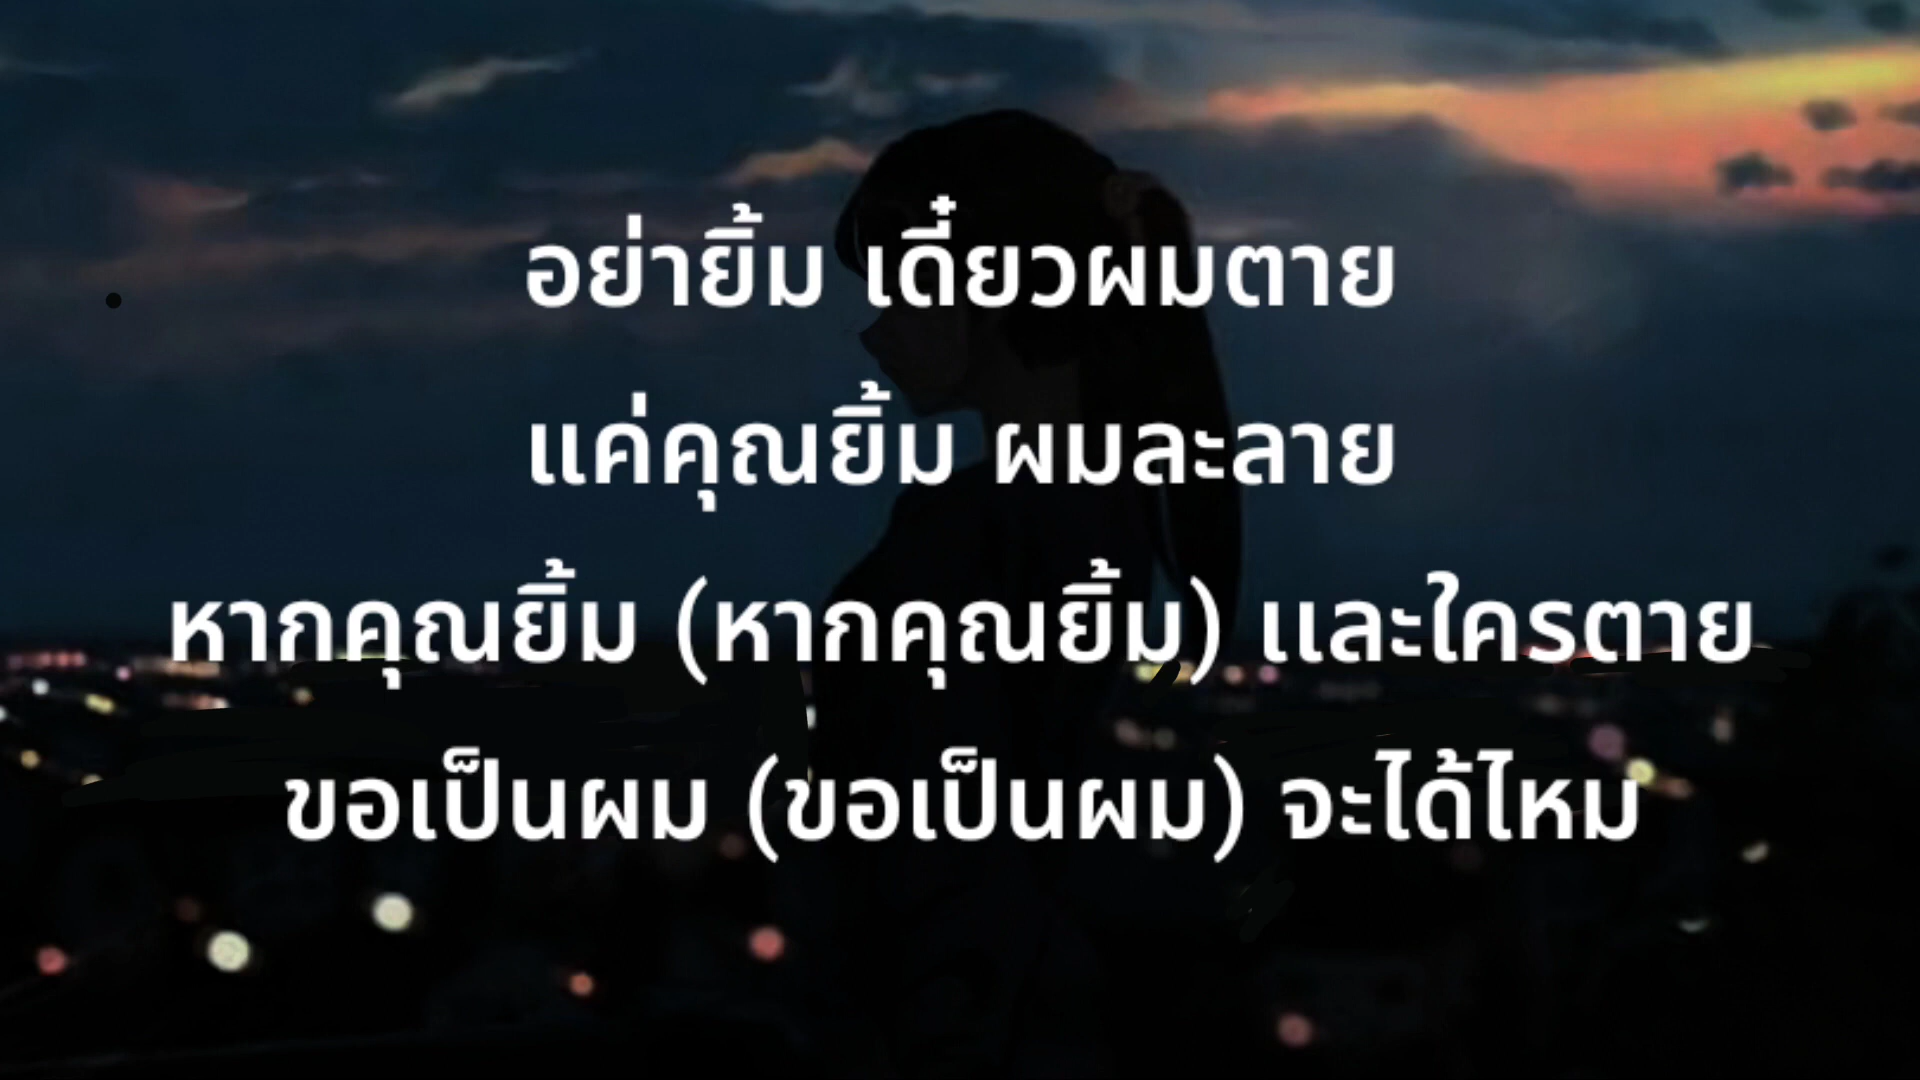 อย่ายิ้ม เดี๋ยวผมตาย
แค่คุณยิ้ม ผมละลาย
หากคุณยิ้ม (หากคุณยิ้ม) และใครตาย
ขอเป็นผม (ขอเป็นผม) จะได้ไหม